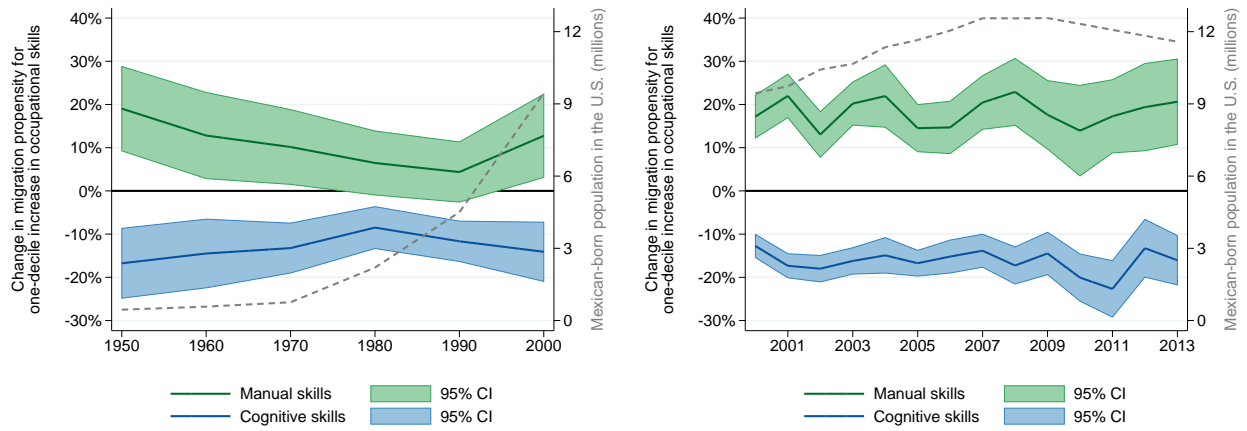 Change in migration propensity for
one-decile increase in occupational skills
40%
30%
20%
10%
0%
-10%
-20%
-30%
12
9
6
3
0
Mexican-born population in the U.S. (millions)
1950
1960
1970
1980
1990
2000
Manual skills
95% CI
Cognitive skills
95% CI
Change in migration propensity for
one-decile increase in occupational skills
40%
30%
20%
10%
0%
-10%
-20%
-30%
12
9
6
3
0
Mexican-born population in the U.S. (millions)
2001
2003
2005
2007
2009
2011
2013
Manual skills
95% CI
Cognitive skills
95% CI